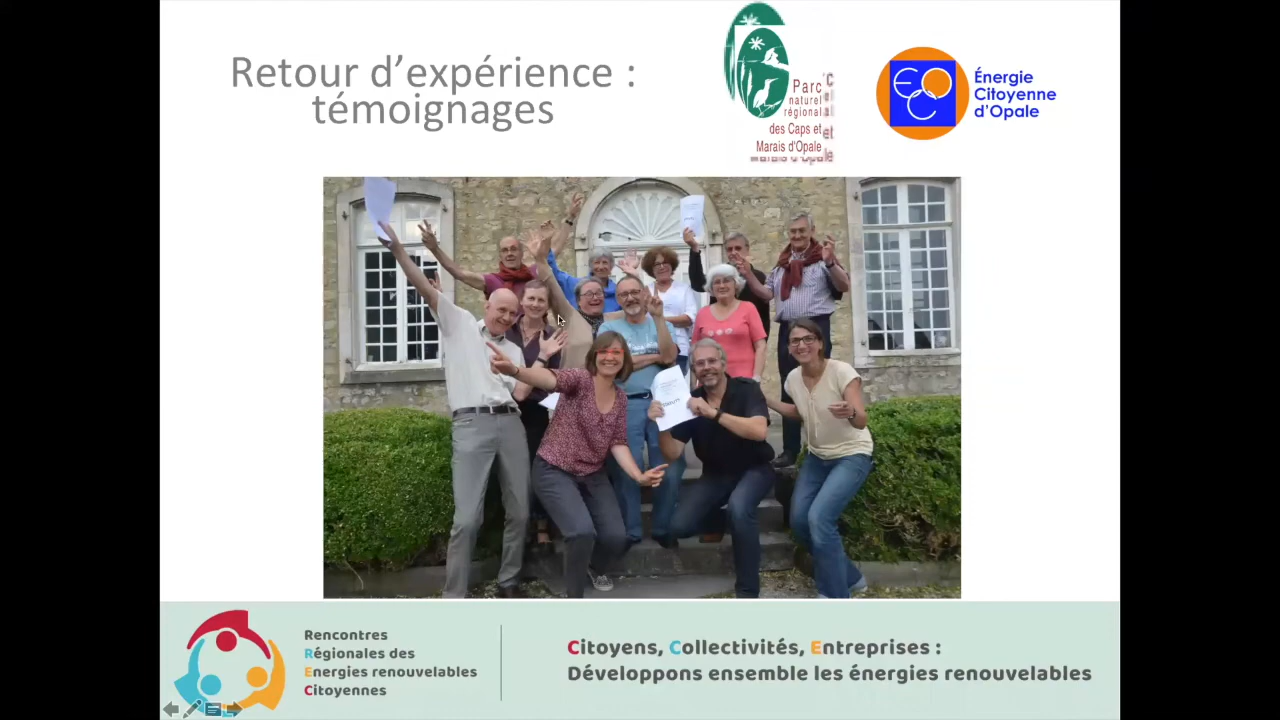 Retour d'expérience :
témoignages
Parc
naturel
régional
des Caps et
Marais d'Opale
EOC
Énergie
Citoyenne
d'Opale
Rencontres
Régionales des
Energies renouvelables
Citoyennes
Citoyens, Collectivités, Entreprises :
Développons ensemble les énergies renouvelables